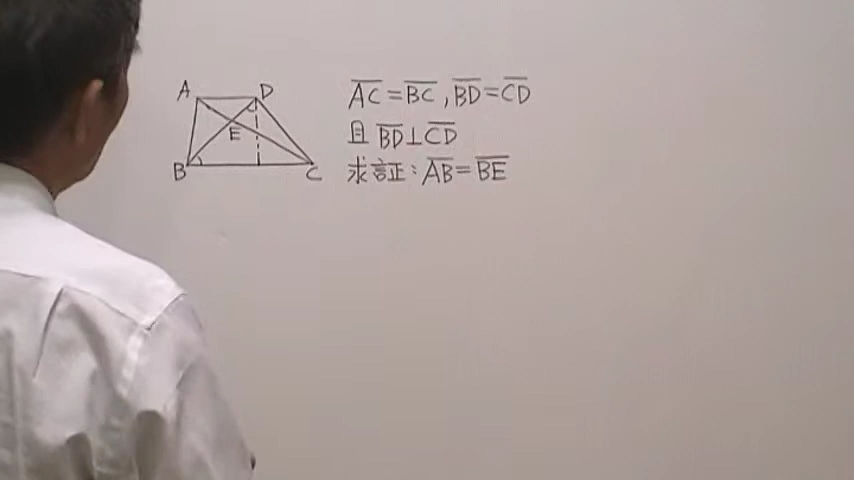 A D
E
B C
AC=BC,BD=CD
且 BD⊥CD
求証:AB=BE